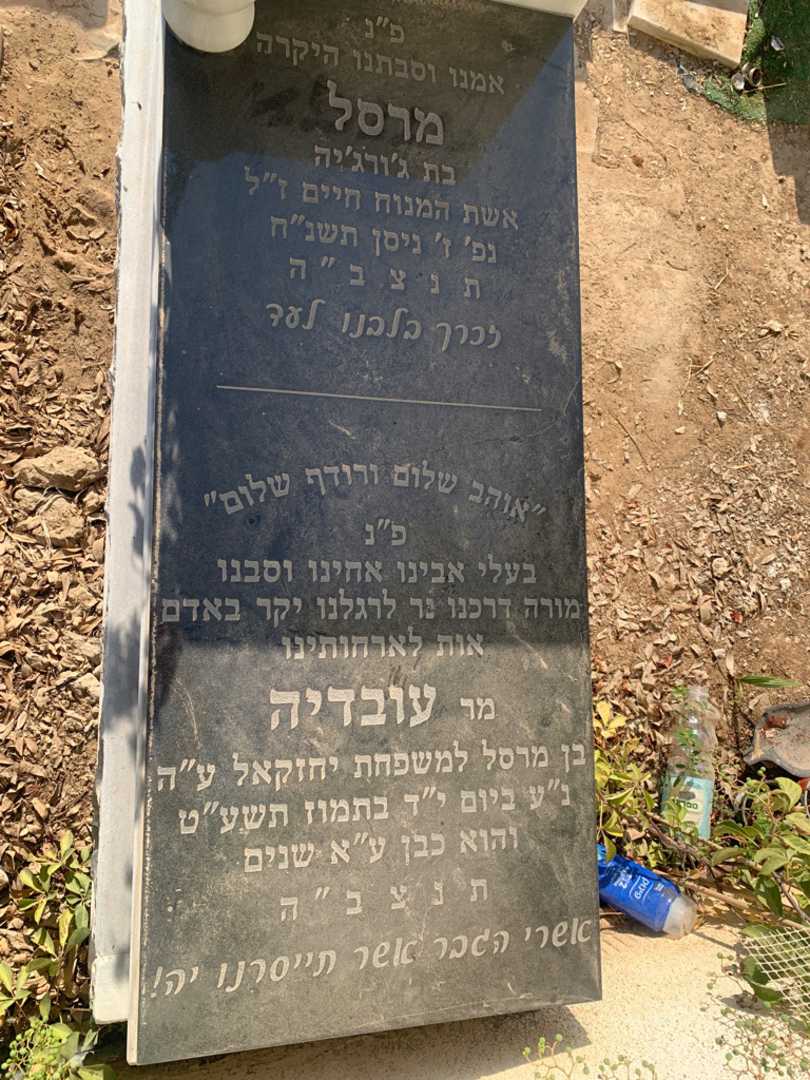 פ"נ
אמנו וסבתנו היקרה
מרסל
בת ג'ורג'יה
אשת המנוח חיים ז"ל
נפ' ז' ניסן תשנ"ח
ת נ צ ב " ה
זכרך בלבנו לעד
"אוהב שלום ורודף שלום"
פ"נ
בעלי אבינו אחינו וסבנו
מורה דרכנו נר לרגלנו יקר באדם
אות לארחותינו
מר עובדיה
בן מרסל למשפחת יחזקאל ע"ה
נ"ע ביום י"ד בתמוז תשע"ט
והוא כבן ע"א שנים
ת נ צ ב " ה
אשרי הגבר אשר תייסרנו יה!